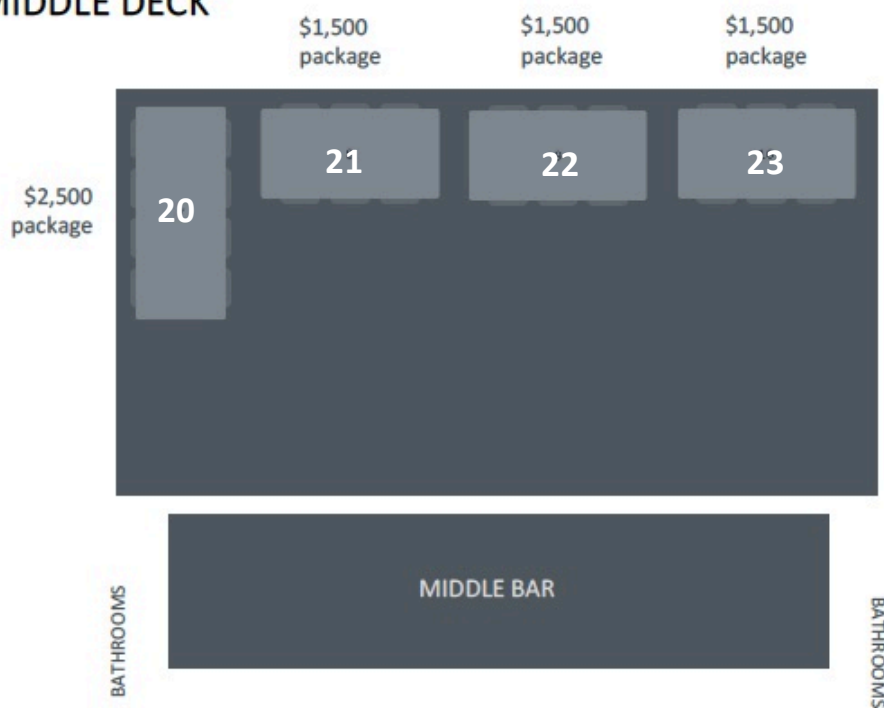 MIDDLE DECK
$1,500
package
$1,500
package
$1,500
package
$2,500
package
20
21
22
23
MIDDLE BAR
BATHROOMS
BATHROOMS